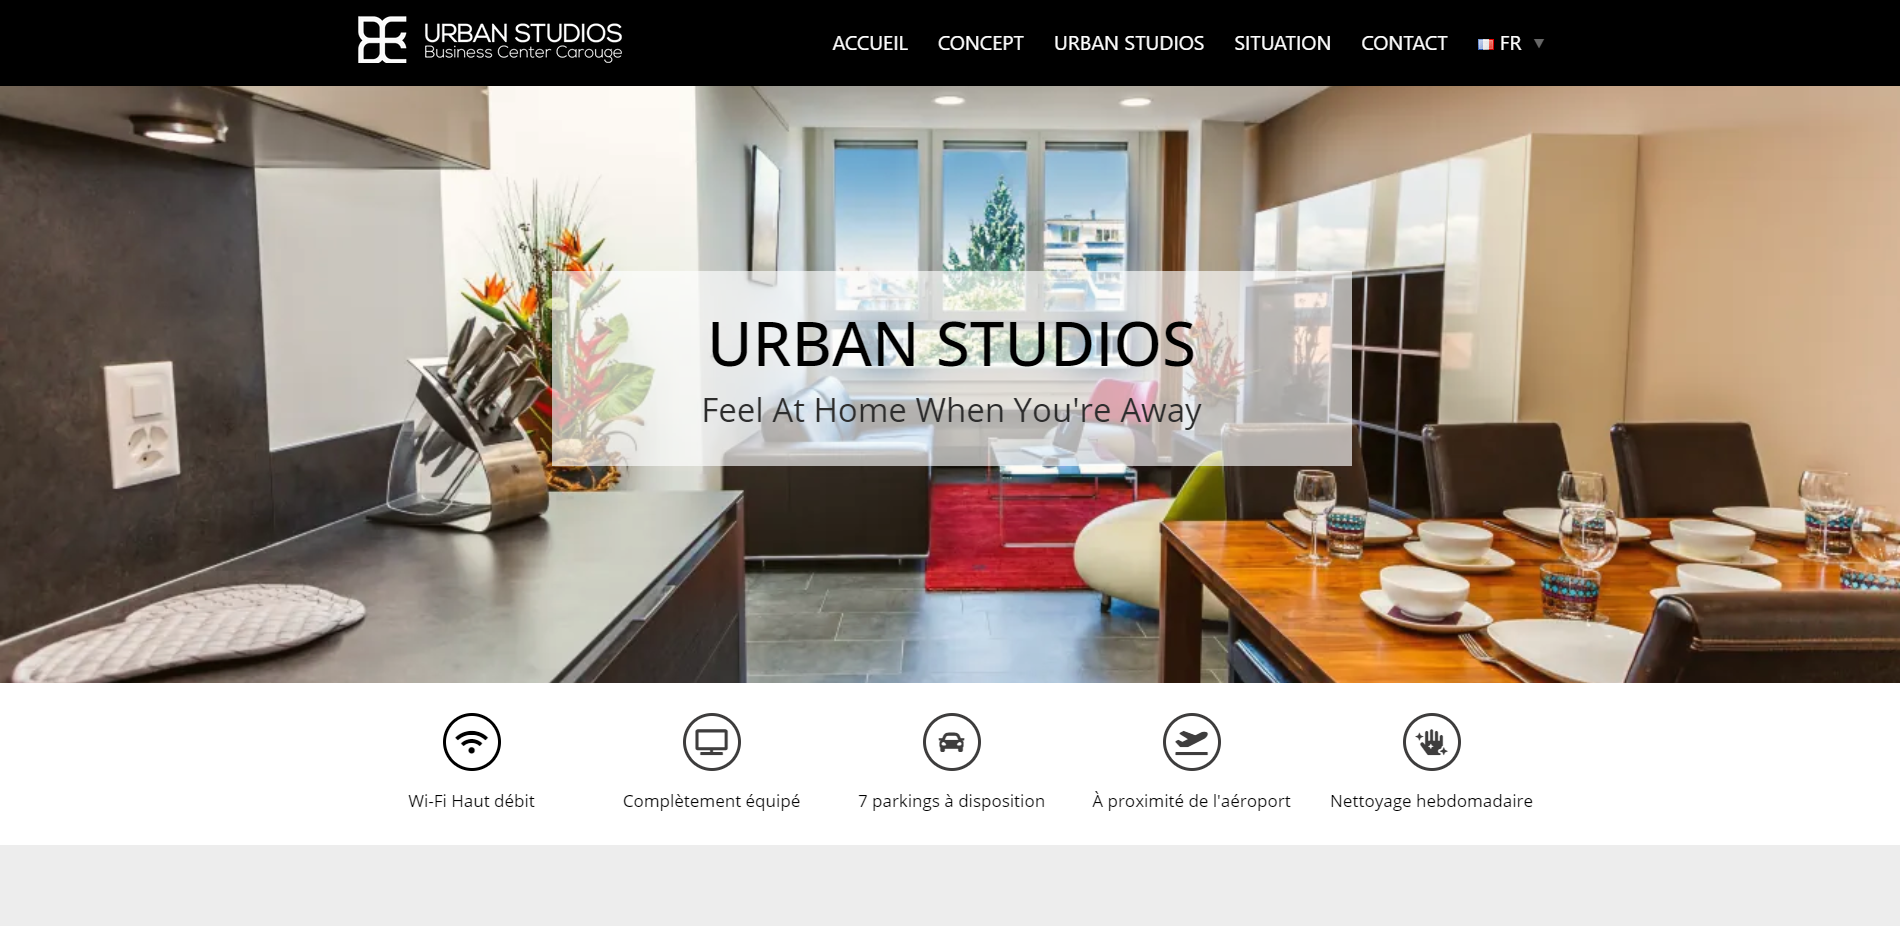 URBAN STUDIOS
Business Center Carouge
ACCUEIL CONCEPT URBAN STUDIOS SITUATION CONTACT FR
URBAN STUDIOS
Feel At Home When You're Away
Wi-Fi Haut débit
Complètement équipé
7 parkings à disposition
À proximité de l'aéroport
Nettoyage hebdomadaire